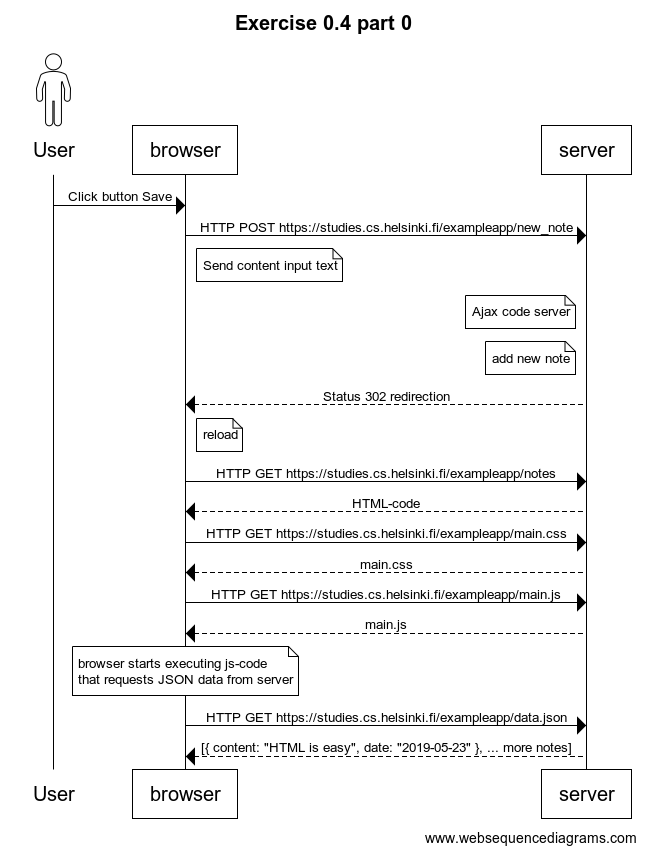 Exercise 0.4 part 0
User
browser
server
Click button Save
HTTP POST https://studies.cs.helsinki.fi/exampleapp/new_note
Send content input text
Ajax code server
add new note
Status 302 redirection
reload
HTTP GET https://studies.cs.helsinki.fi/exampleapp/notes
HTML-code
HTTP GET https://studies.cs.helsinki.fi/exampleapp/main.css
main.css
HTTP GET https://studies.cs.helsinki.fi/exampleapp/main.js
main.js
browser starts executing js-code
that requests JSON data from server
HTTP GET https://studies.cs.helsinki.fi/exampleapp/data.json
[{ content: "HTML is easy", date: "2019-05-23" }, ... more notes]
User
browser
server
www.websequencediagrams.com